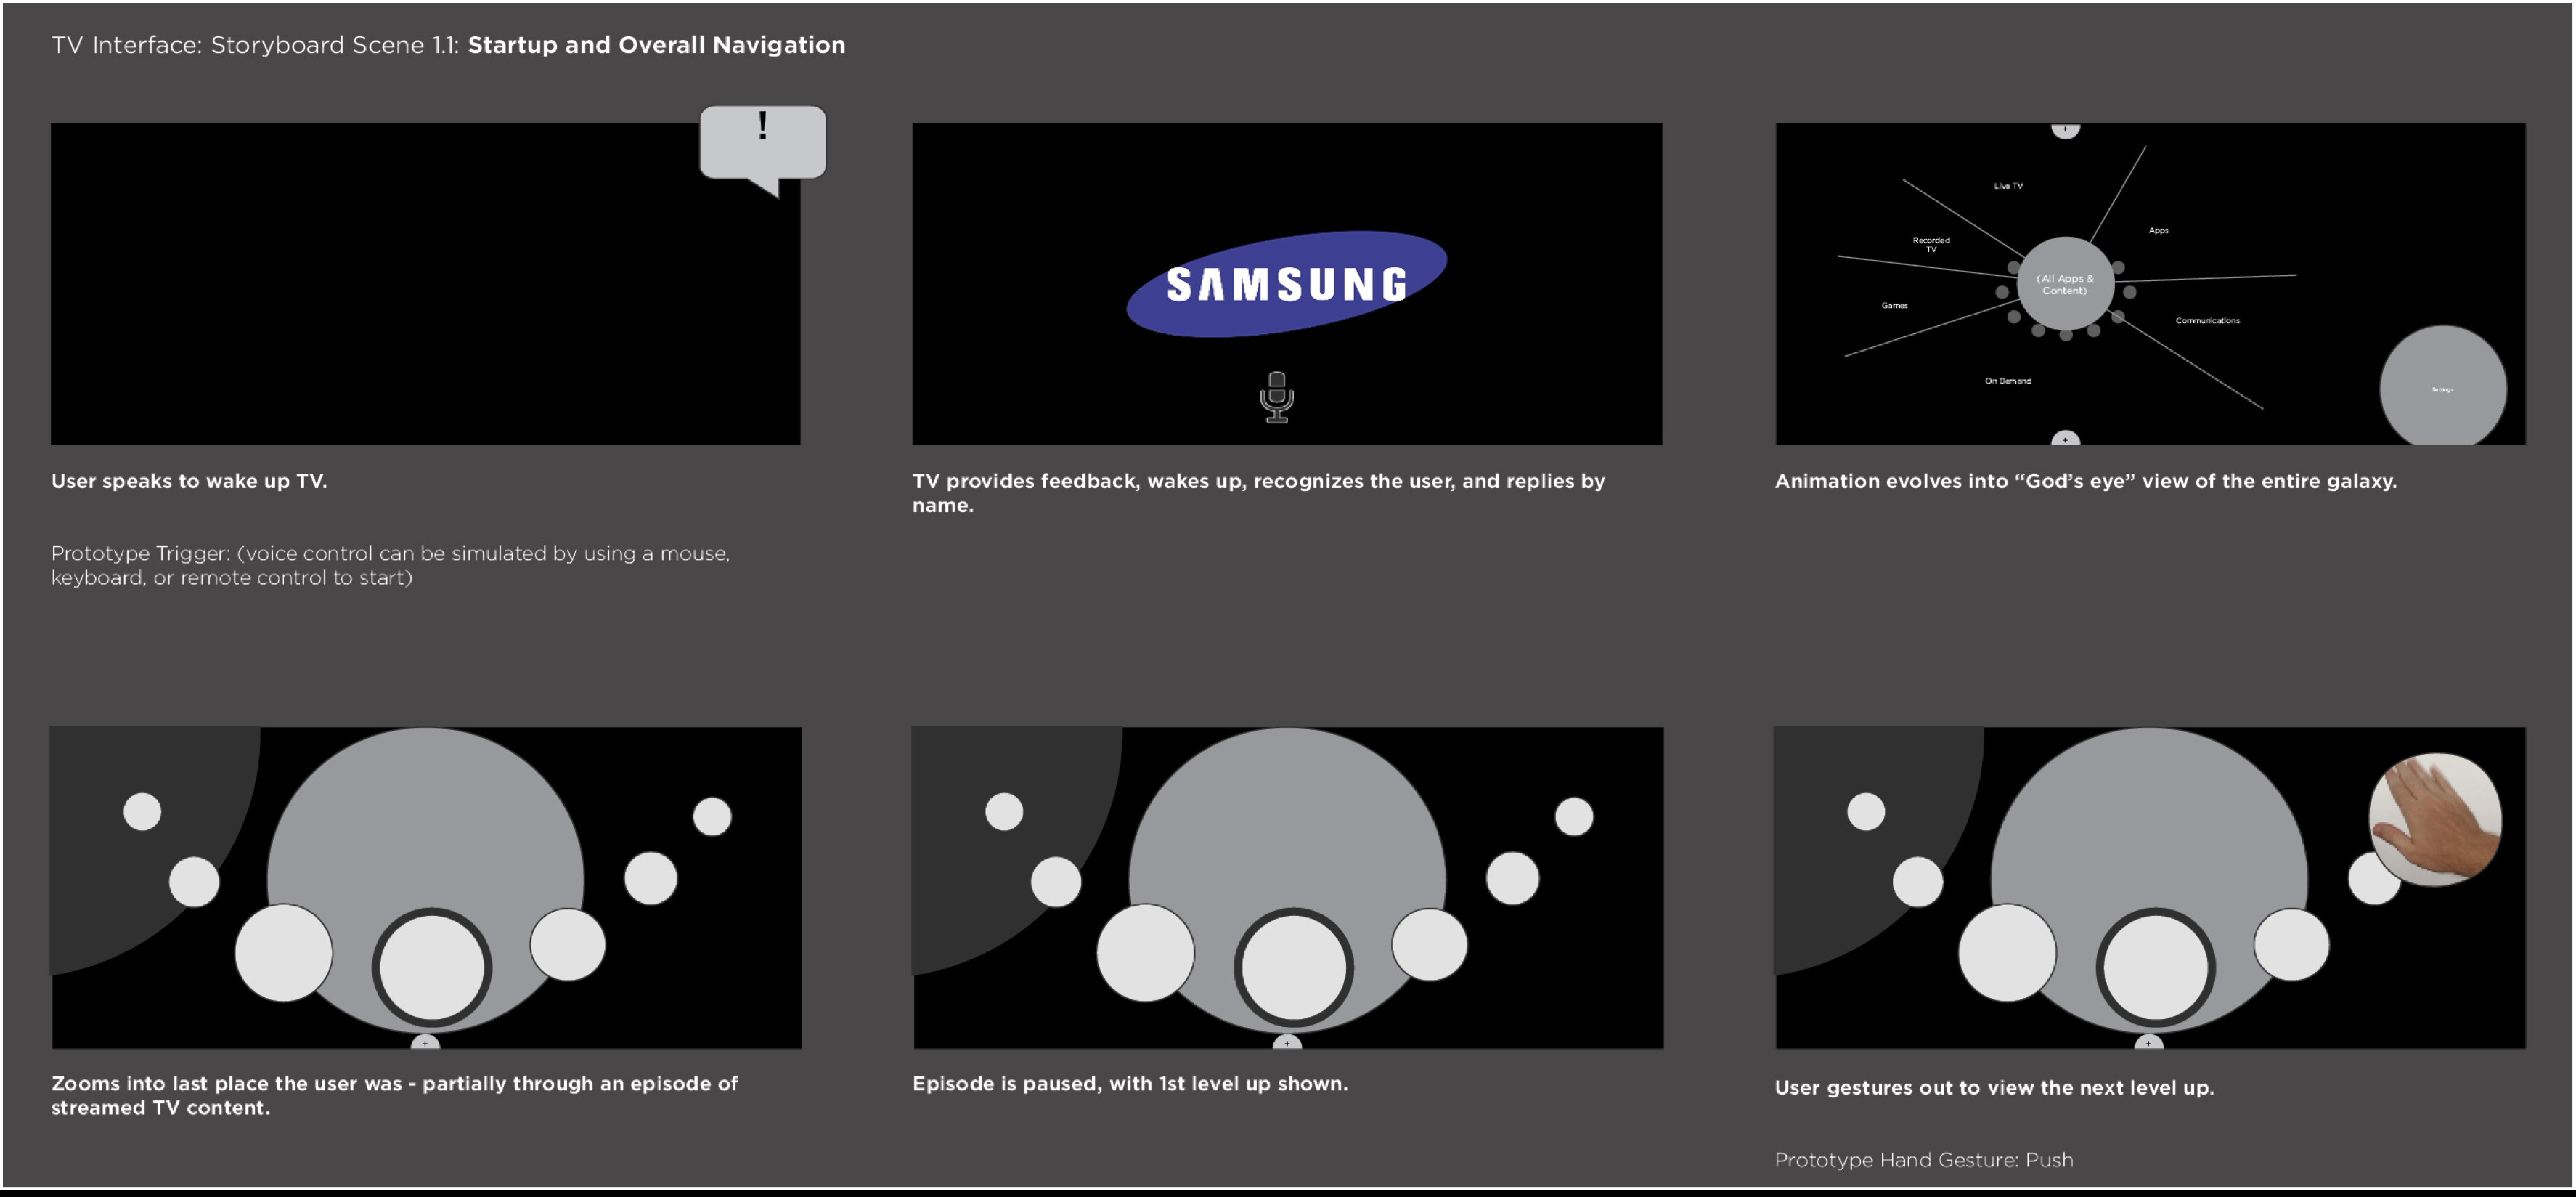 TV Interface: Storyboard Scene 1.1: Startup and Overall Navigation
!
SAMSUNG
+
Live TV
Apps
Recorded
TV
(All Apps &
Content)
Games
Communications
On Demand
Settings
+
User speaks to wake up TV.
Prototype Trigger: (voice control can be simulated by using a mouse,
keyboard, or remote control to start)
TV provides feedback, wakes up, recognizes the user, and replies by
name.
Animation evolves into “God’s eye” view of the entire galaxy.
+
+
+
Zooms into last place the user was - partially through an episode of
streamed TV content.
Episode is paused, with 1st level up shown.
User gestures out to view the next level up.
Prototype Hand Gesture: Push